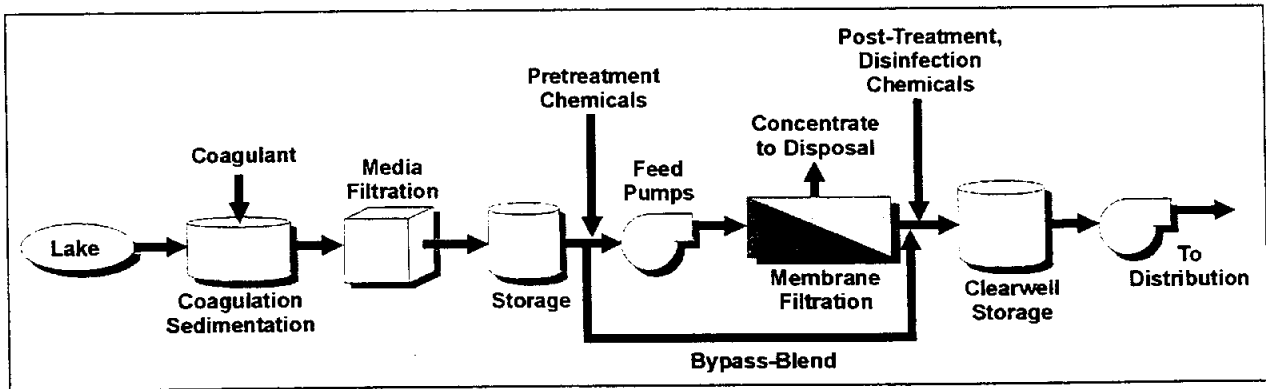 Lake
Coagulant
Coagulation
Sedimentation
Media
Filtration
Storage
Pretreatment
Chemicals
Feed
Pumps
Concentrate
to Disposal
Membrane
Filtration
Post-Treatment,
Disinfection
Chemicals
Bypass-Blend
Clearwell
Storage
To
Distribution